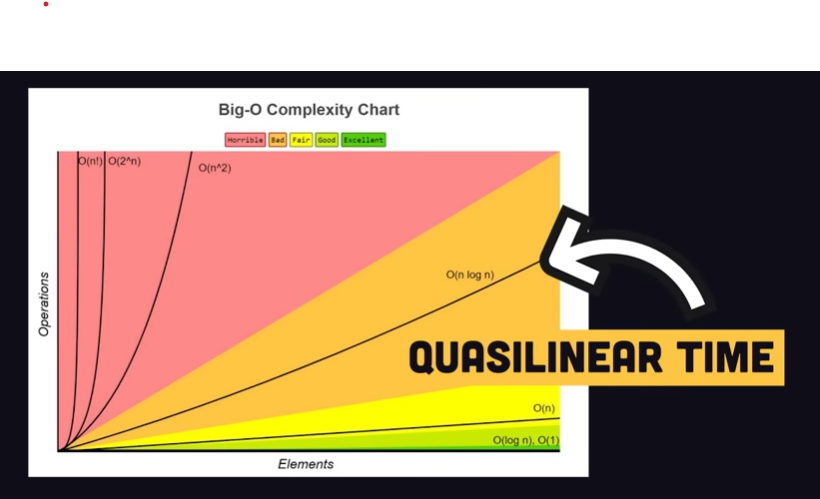 Big-O Complexity Chart
Horrible Bad Fair Good Excellent
O(n!) O(2^n)
O(n^2)
O(n log n)
Operations
QUASILINEAR TIME
O(n)
O(log n), O(1)
Elements